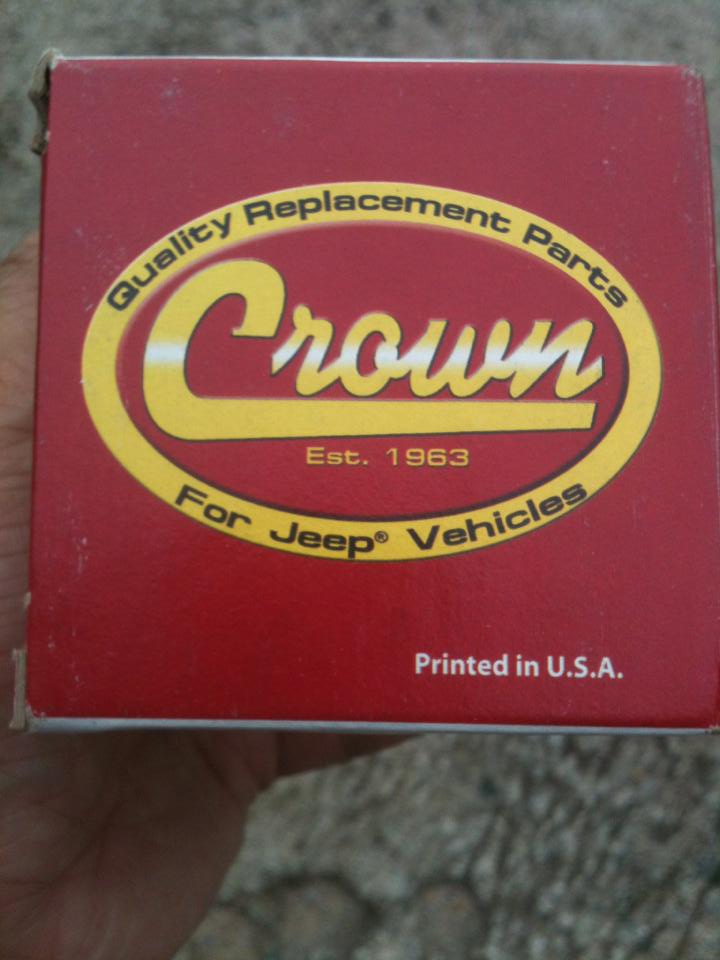 Quality Replacement Parts
Crown
Est. 1963
For Jeep® Vehicles
Printed in U.S.A.